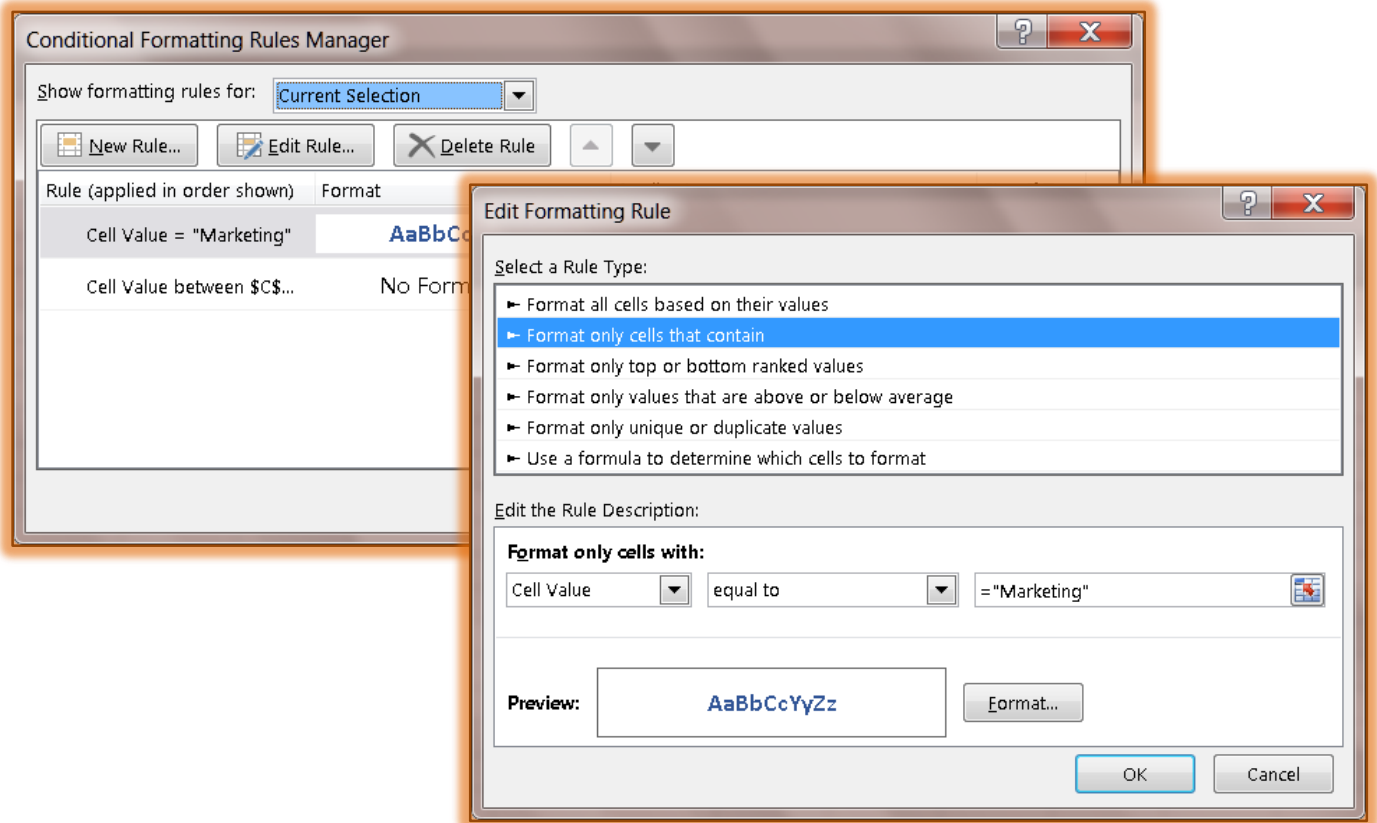 Conditional Formatting Rules Manager
Show formatting rules for: Current Selection
New Rule... Edit Rule... Delete Rule
Rule (applied in order shown) Format
Cell Value = "Marketing" AaBbCc
Cell Value between $C$... No Form
Edit Formatting Rule
Select a Rule Type:
► Format all cells based on their values
► Format only cells that contain
► Format only top or bottom ranked values
► Format only values that are above or below average
► Format only unique or duplicate values
► Use a formula to determine which cells to format
Edit the Rule Description:
Format only cells with:
Cell Value equal to ="Marketing"
Preview: AaBbCcYyZz Format...
OK Cancel